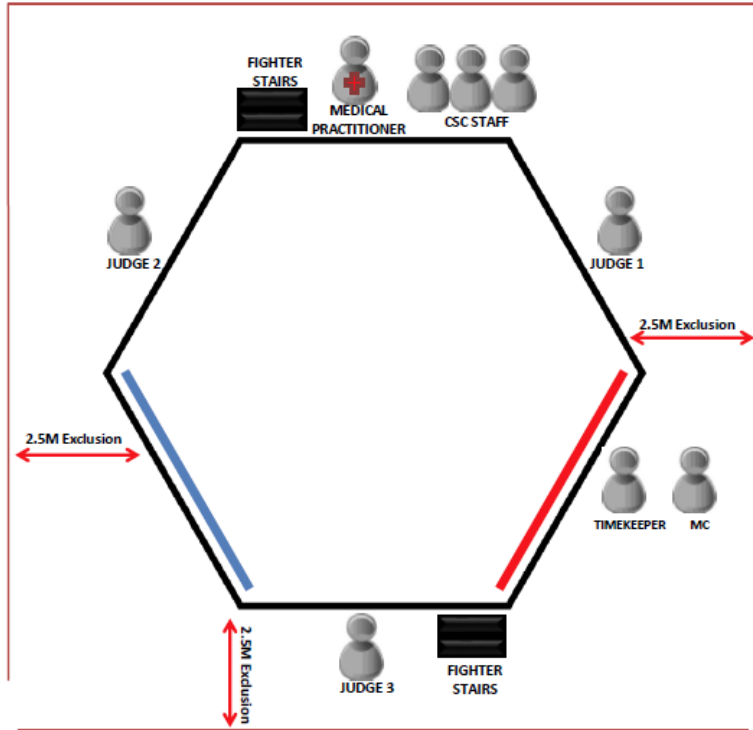 FIGHTER
STAIRS
MEDICAL
PRACTITIONER
CSC STAFF
JUDGE 2
JUDGE 1
2.5M Exclusion
2.5M Exclusion
TIMEKEEPER
MC
2.5M Exclusion
JUDGE 3
FIGHTER
STAIRS